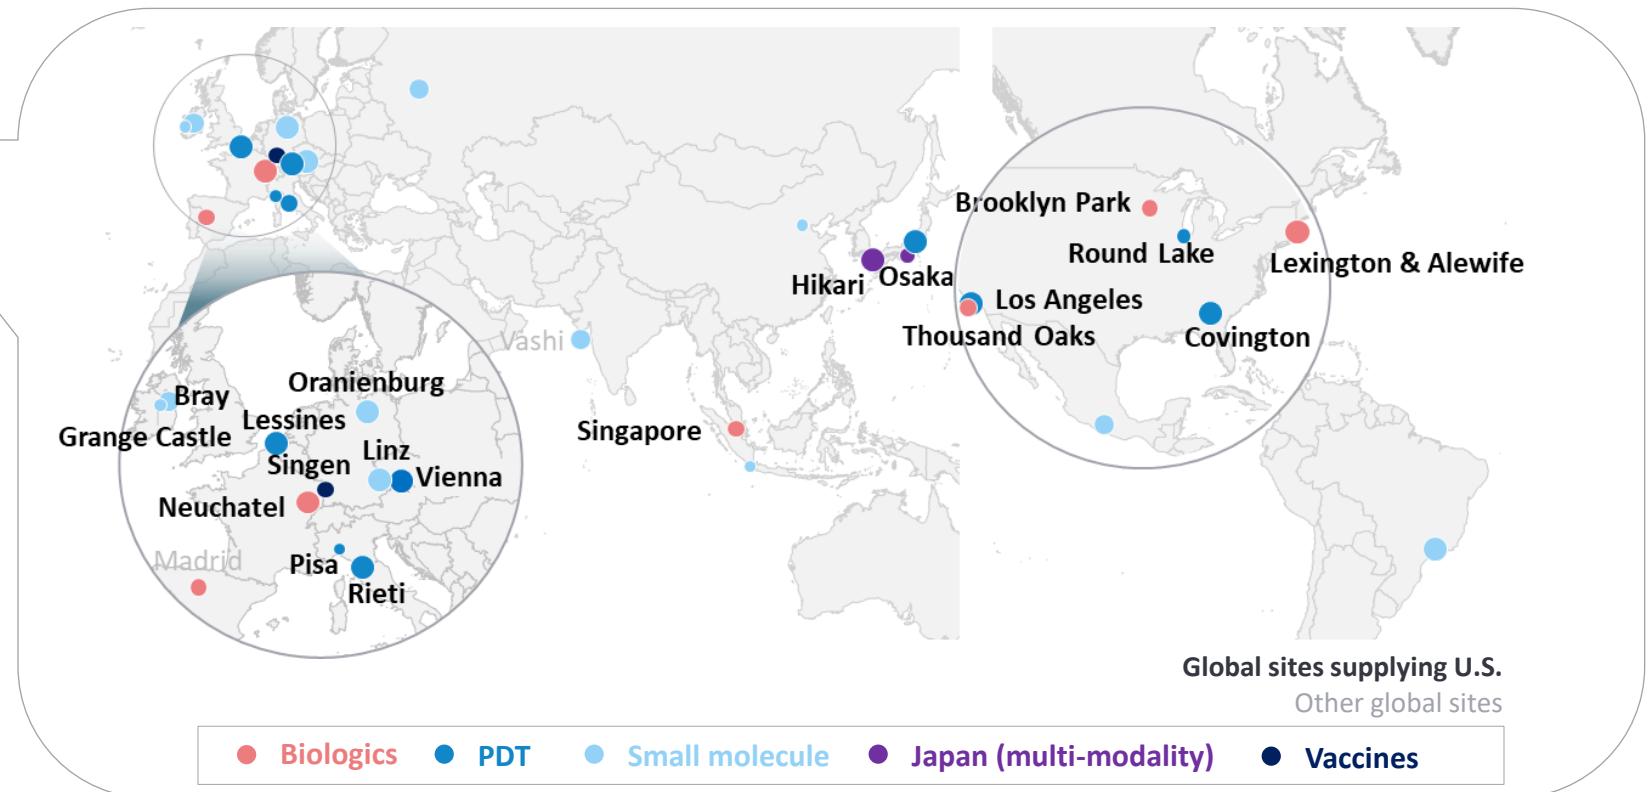 Brooklyn Park
Round Lake
Lexington & Alewife
Hikari
Osaka
Los Angeles
Thousand Oaks
Covington
Vashi
Oranienburg
Bray
Lessines
Grange Castle
Linz
Singapore
Singen
Vienna
Neuchatel
Madrid
Pisa
Rieti
Global sites supplying U.S.
Other global sites
Biologics
PDT
Small molecule
Japan (multi-modality)
Vaccines